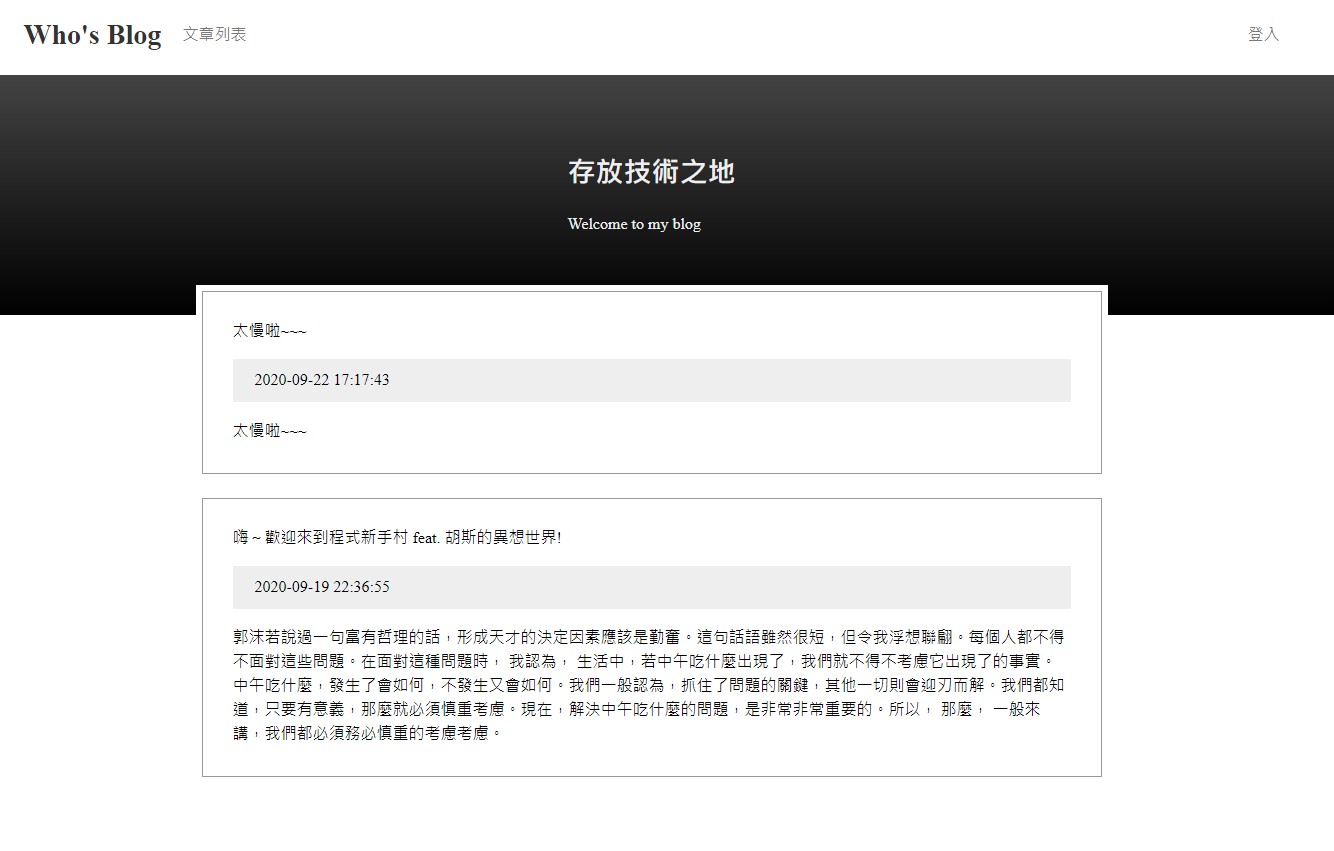 Who's Blog 文章列表 登入
存放技術之地
Welcome to my blog
太慢啦~~~
2020-09-22 17:17:43
太慢啦~~~
嗨～歡迎來到程式新手村 feat. 胡斯的異想世界!
2020-09-19 22:36:55
郭沫若說過一句富有哲理的話，形成天才的決定因素應該是勤奮。這句話語雖然很短，但令我浮想聯翩。每個人都不得
不面對這些問題。在面對這種問題時， 我認為， 生活中，若中午吃什麼出現了，我們就不得不考慮它出現了的事實。
中午吃什麼，發生了會如何，不發生又會如何。我們一般認為，抓住了問題的關鍵，其他一切則會迎刃而解。我們都知
道，只要有意義，那麼就必須慎重考慮。現在，解決中午吃什麼的問題，是非常非常重要的。所以， 那麼， 一般來
講，我們都必須務必慎重的考慮考慮。